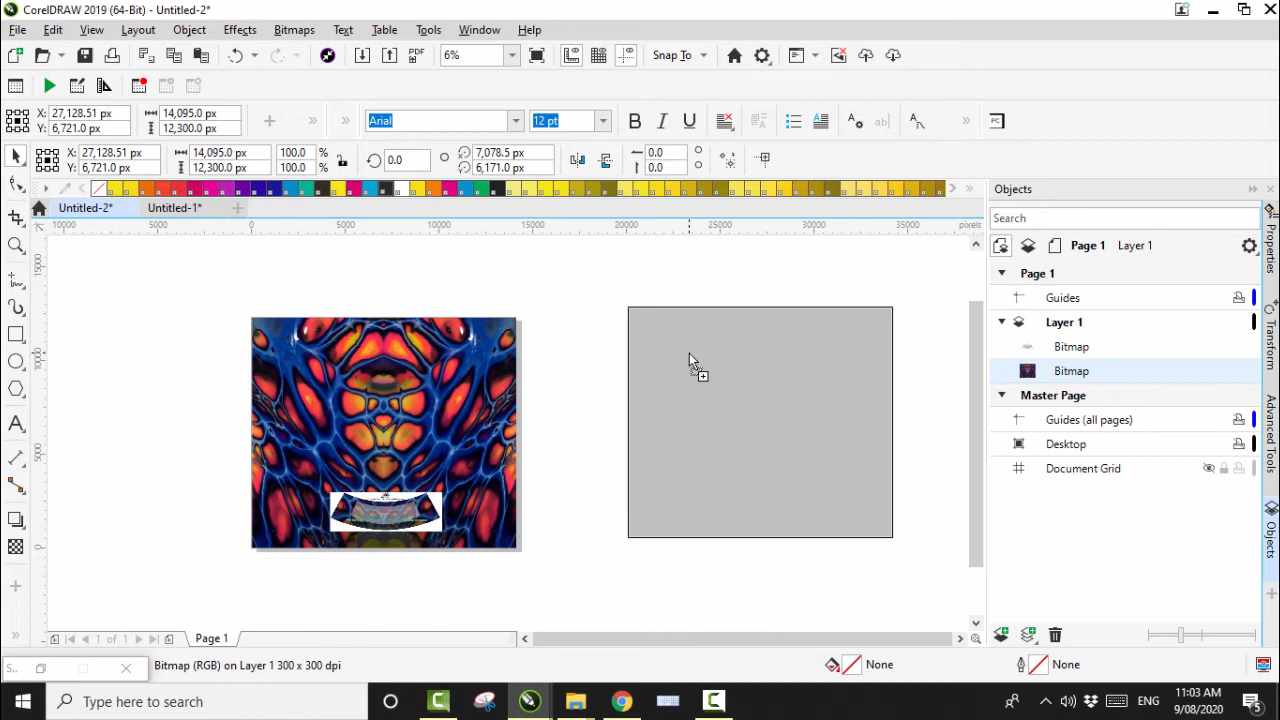 CorelDRAW 2019 (64-Bit) - Untitled-2*
File Edit View Layout Object Effects Bitmaps Text Table Tools Window Help
PDF 6% Snap To
X: 27,128.51 px 14,095.0 px Arial 12 pt
Y: 6,721.0 px 12,300.0 px
X: 27,128.51 px 14,095.0 px 100.0 % 0.0 7,078.5 px 0.0
Y: 6,721.0 px 12,300.0 px 100.0 % 6,171.0 px 0.0
Untitled-2* Untitled-1*
10000 5000 0 5000 10000 20000 25000 30000 35000 pixels
15000
10000
5000
0
Objects
Search
Page 1 Layer 1
Page 1
Guides
Layer 1
Bitmap
Bitmap
Master Page
Guides (all pages)
Desktop
Document Grid
Properties
Transform
Advanced Tools
Objects
1 of 1 Page 1
S..
Bitmap (RGB) on Layer 1 300 x 300 dpi None None
Type here to search
ENG
11:03 AM
9/08/2020
5